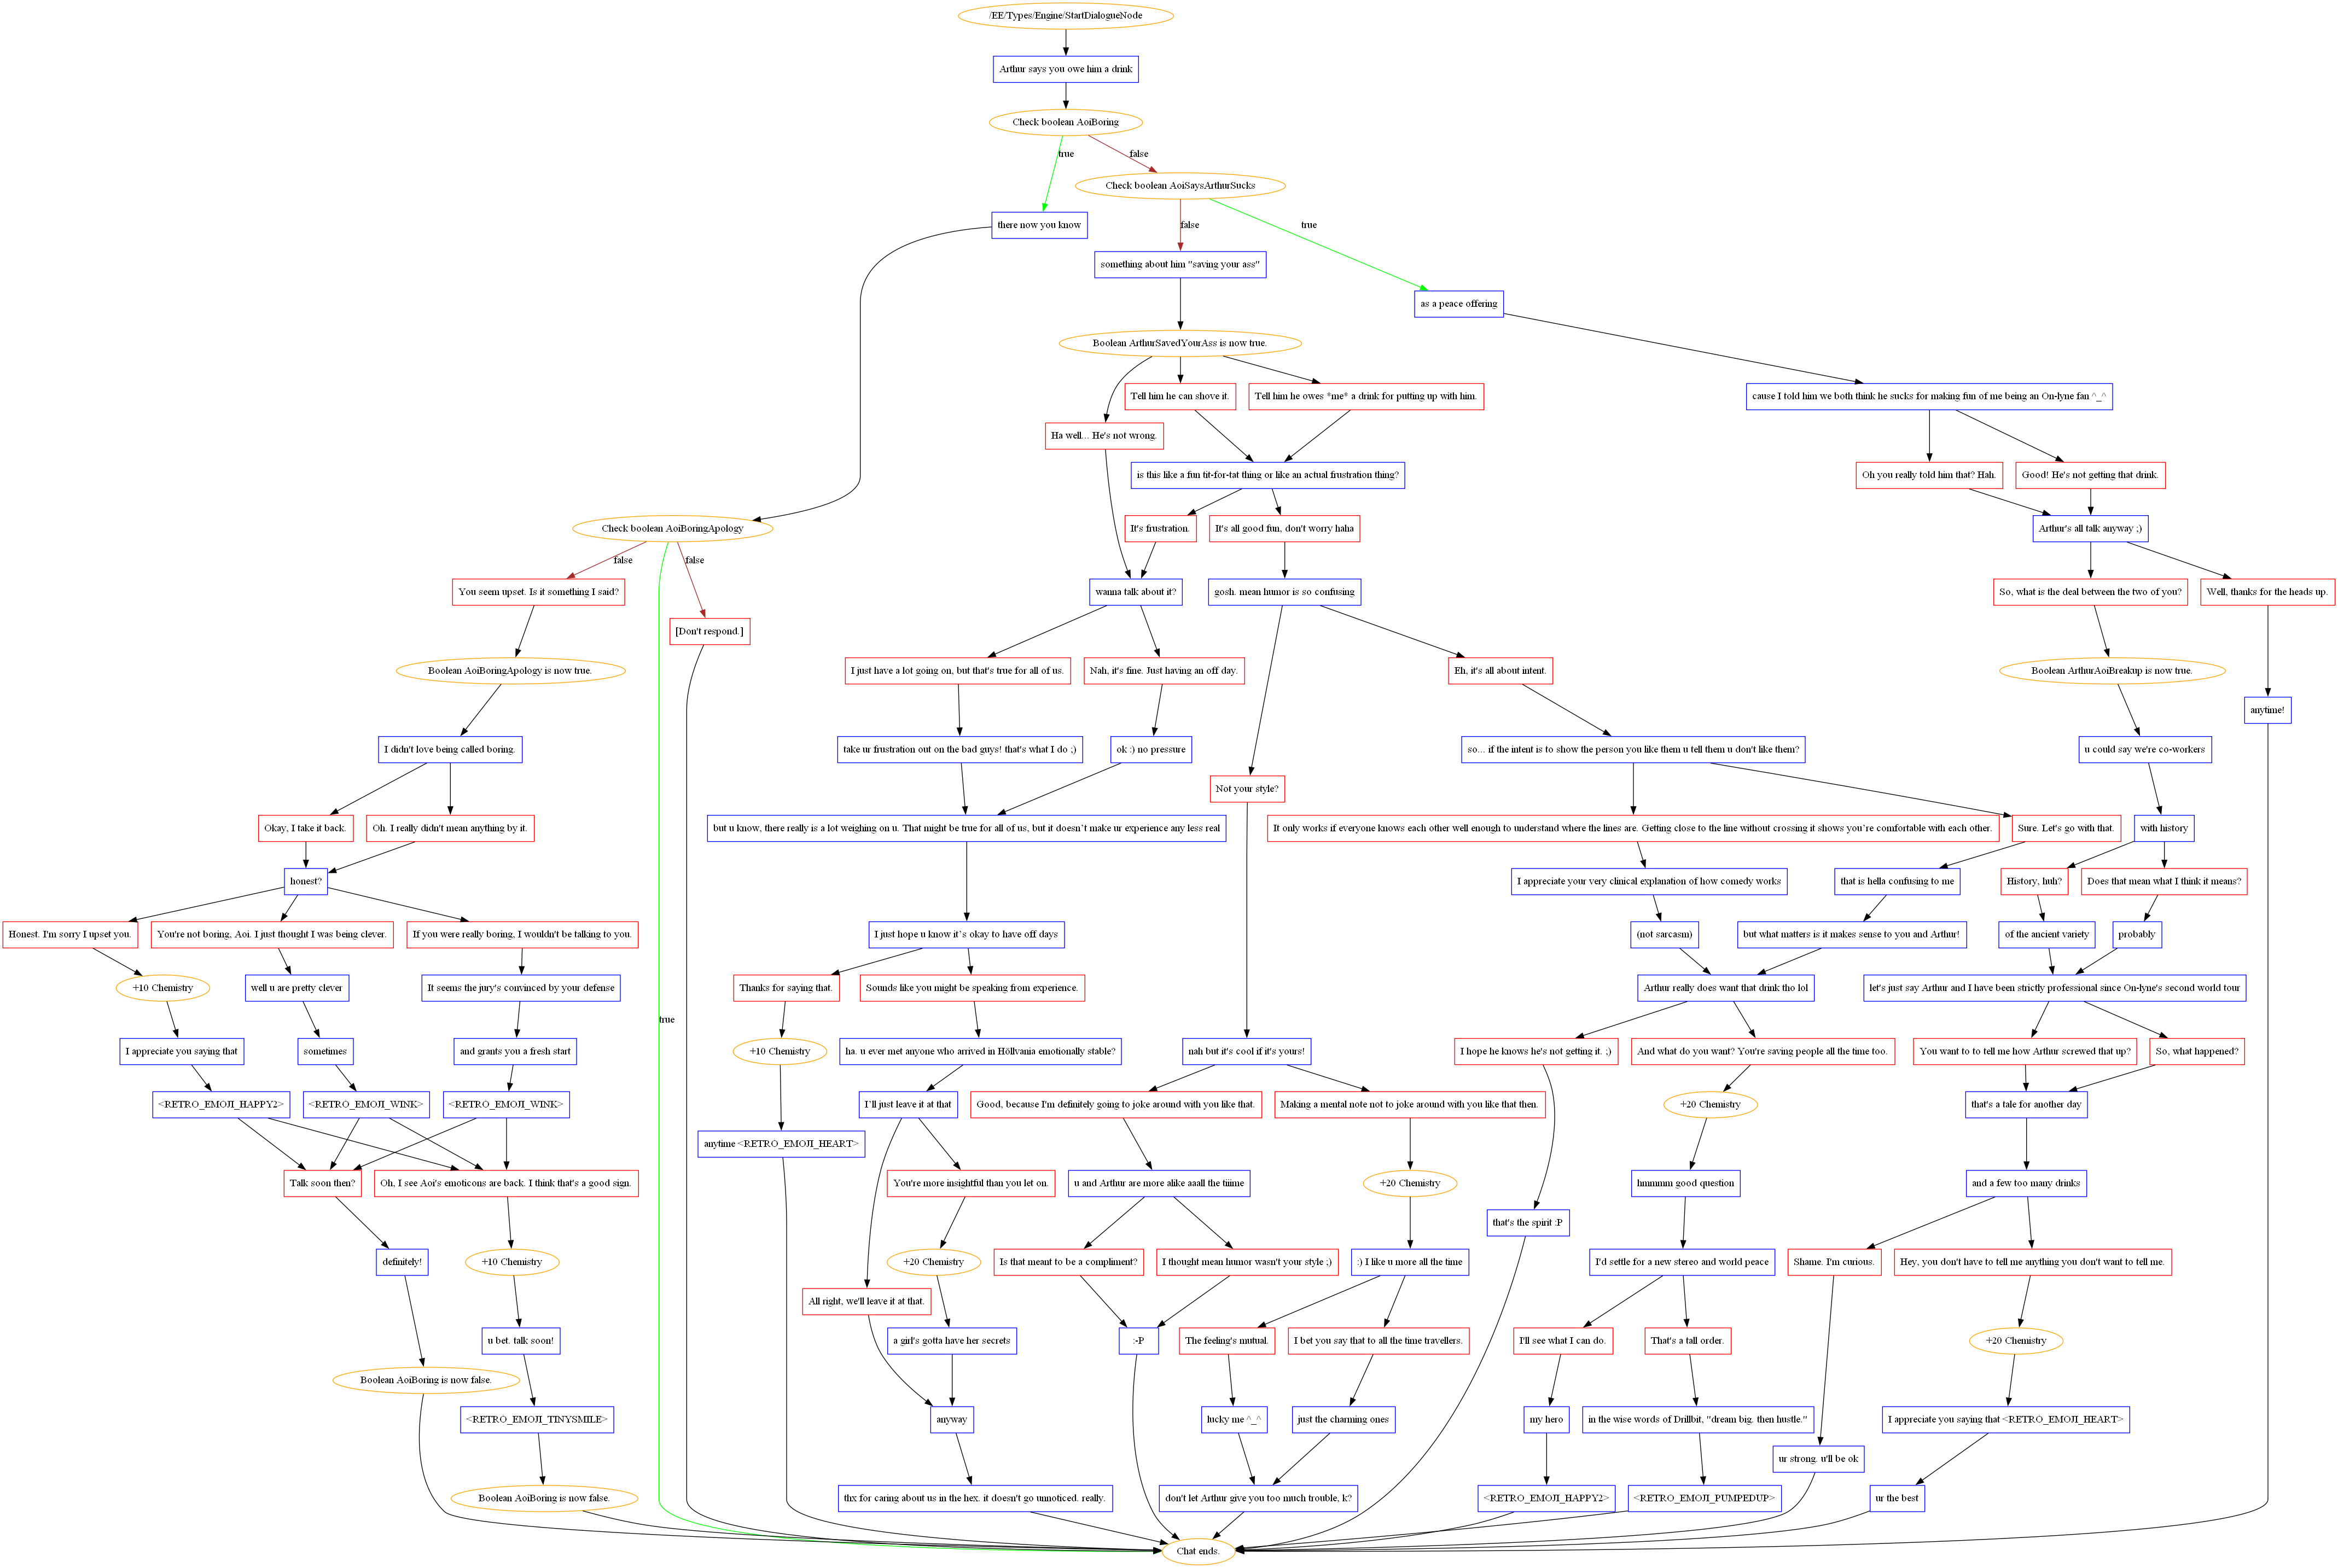 /EE/Types/Engine/StartDialogueNode
Arthur says you owe him a drink
Check boolean AoiBoring
true
false
Check boolean AoiSaysArthurSucks
there now you know
false
true
something about him "saving your ass"
as a peace offering
Boolean ArthurSavedYourAss is now true.
Tell him he can shove it.
Tell him he owes *me* a drink for putting up with him.
cause I told him we both think he sucks for making fun of me being an On-lyne fan ^_^
Ha well... He's not wrong.
is this like a fun tit-for-tat thing or like an actual frustration thing?
Oh you really told him that? Hah.
Good! He's not getting that drink.
Check boolean AoiBoringApology
It's frustration.
It's all good fun, don't worry haha
Arthur's all talk anyway ;)
false
false
You seem upset. Is it something I said?
wanna talk about it?
gosh. mean humor is so confusing
So, what is the deal between the two of you?
Well, thanks for the heads up.
[Don't respond.]
Boolean AoiBoringApology is now true.
I just have a lot going on, but that's true for all of us.
Nah, it's fine. Just having an off day.
Eh, it's all about intent.
Boolean ArthurAoiBreakup is now true.
anytime!
I didn't love being called boring.
take ur frustration out on the bad guys! that's what I do ;)
ok :) no pressure
so... if the intent is to show the person you like them u tell them u don't like them?
u could say we're co-workers
Not your style?
Okay, I take it back.
Oh. I really didn't mean anything by it.
but u know, there really is a lot weighing on u. That might be true for all of us, but it doesn't make ur experience any less real
It only works if everyone knows each other well enough to understand where the lines are. Getting close to the line without crossing it shows you're comfortable with each other.
Sure. Let's go with that.
with history
honest?
I appreciate your very clinical explanation of how comedy works
that is hella confusing to me
History, huh?
Does that mean what I think it means?
Honest. I'm sorry I upset you.
You're not boring, Aoi. I just thought I was being clever.
If you were really boring, I wouldn't be talking to you.
I just hope u know it's okay to have off days
(not sarcasm)
but what matters is it makes sense to you and Arthur!
of the ancient variety
probably
+10 Chemistry
well u are pretty clever
It seems the jury's convinced by your defense
Thanks for saying that.
Sounds like you might be speaking from experience.
Arthur really does want that drink tho lol
let's just say Arthur and I have been strictly professional since On-lyne's second world tour
true
I appreciate you saying that
sometimes
and grants you a fresh start
+10 Chemistry
ha. u ever met anyone who arrived in Höllvania emotionally stable?
nah but it's cool if it's yours!
I hope he knows he's not getting it. ;)
And what do you want? You're saving people all the time too.
You want to to tell me how Arthur screwed that up?
So, what happened?
<RETRO_EMOJI_HAPPY2>
<RETRO_EMOJI_WINK>
<RETRO_EMOJI_WINK>
I'll just leave it at that
Good, because I'm definitely going to joke around with you like that.
Making a mental note not to joke around with you like that then.
+20 Chemistry
that's a tale for another day
anytime <RETRO_EMOJI_HEART>
Talk soon then?
Oh, I see Aoi's emoticons are back. I think that's a good sign.
You're more insightful than you let on.
u and Arthur are more alike aaall the tiiime
+20 Chemistry
hmmmm good question
and a few too many drinks
that's the spirit :P
definitely!
+10 Chemistry
+20 Chemistry
Is that meant to be a compliment?
I thought mean humor wasn't your style ;)
:) I like u more all the time
I'd settle for a new stereo and world peace
Shame. I'm curious.
Hey, you don't have to tell me anything you don't want to tell me.
All right, we'll leave it at that.
u bet. talk soon!
a girl's gotta have her secrets
:-P
The feeling's mutual.
I bet you say that to all the time travellers.
I'll see what I can do.
That's a tall order.
+20 Chemistry
Boolean AoiBoring is now false.
<RETRO_EMOJI_TINYSMILE>
anyway
lucky me ^_^
just the charming ones
my hero
in the wise words of Drillbit, "dream big. then hustle."
I appreciate you saying that <RETRO_EMOJI_HEART>
ur strong. u'll be ok
Boolean AoiBoring is now false.
thx for caring about us in the hex. it doesn't go unnoticed. really.
don't let Arthur give you too much trouble, k?
<RETRO_EMOJI_HAPPY2>
<RETRO_EMOJI_PUMPEDUP>
ur the best
Chat ends.